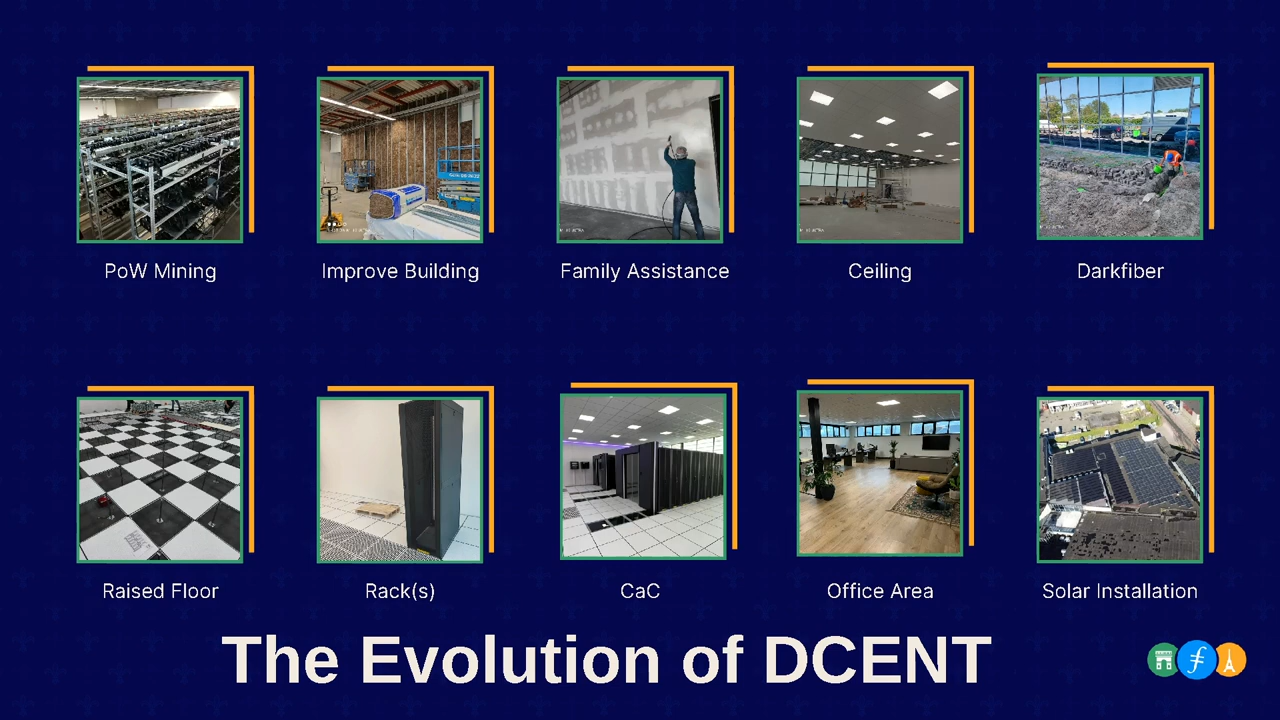 PoW Mining
Improve Building
Family Assistance
Ceiling
Darkfiber
Raised Floor
Rack(s)
CaC
Office Area
Solar Installation
The Evolution of DCENT